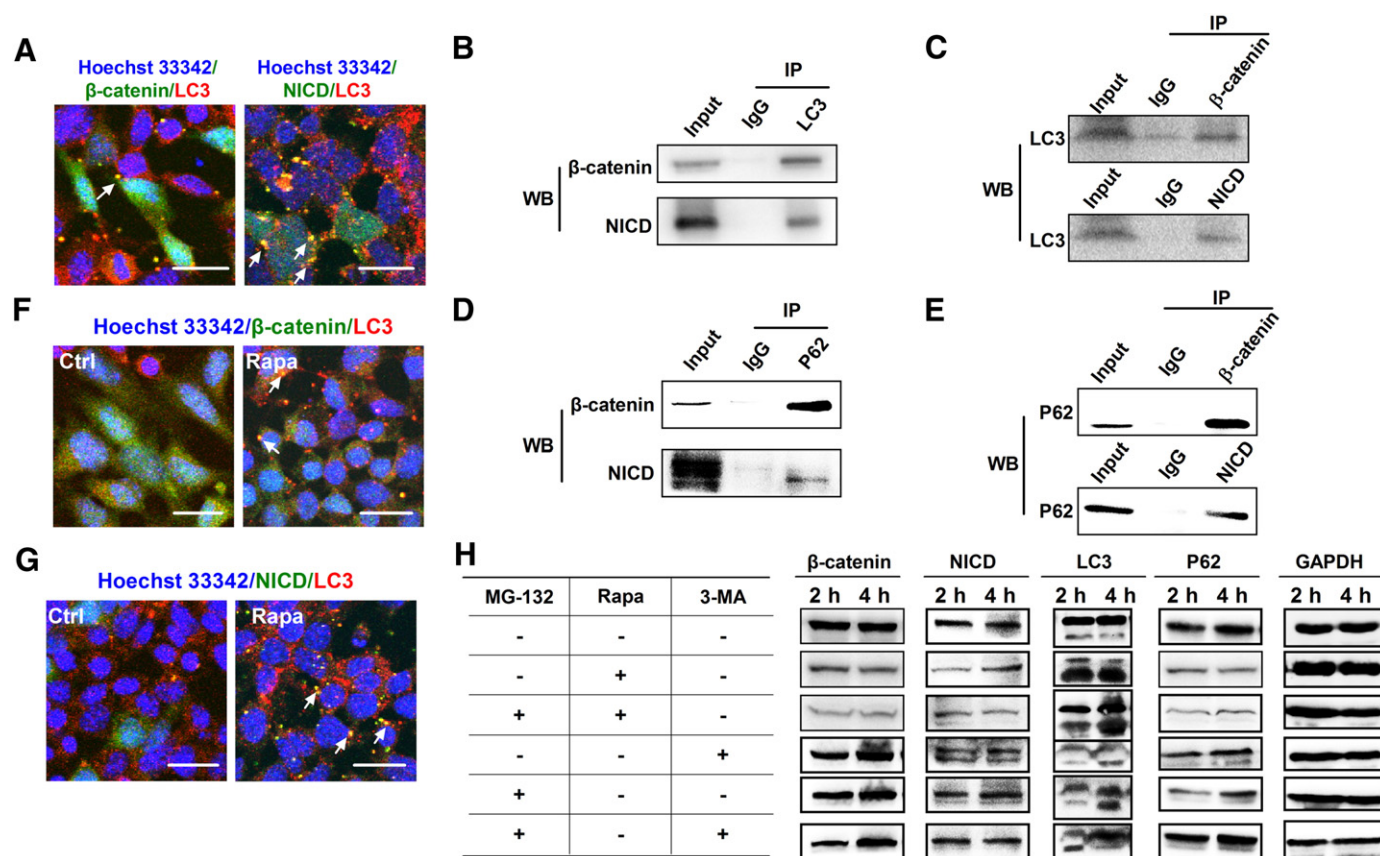 A
Hoechst 33342/
β-catenin/LC3
Hoechst 33342/
NICD/LC3
B
IP
Input
IgG
LC3
β-catenin
WB
NICD
C
IP
Input
IgG
β-catenin
LC3
WB
Input
IgG
NICD
LC3
F
Hoechst 33342/β-catenin/LC3
Ctrl
Rapa
D
IP
Input
IgG
P62
β-catenin
WB
NICD
E
IP
Input
IgG
β-catenin
P62
WB
Input
IgG
NICD
P62
G
Hoechst 33342/NICD/LC3
Ctrl
Rapa
H
β-catenin NICD LC3 P62 GAPDH
MG-132 Rapa 3-MA 2 h 4 h 2 h 4 h 2 h 4 h 2 h 4 h 2 h 4 h
- - -
- + -
+ + -
- - +
+ - -
+ - +